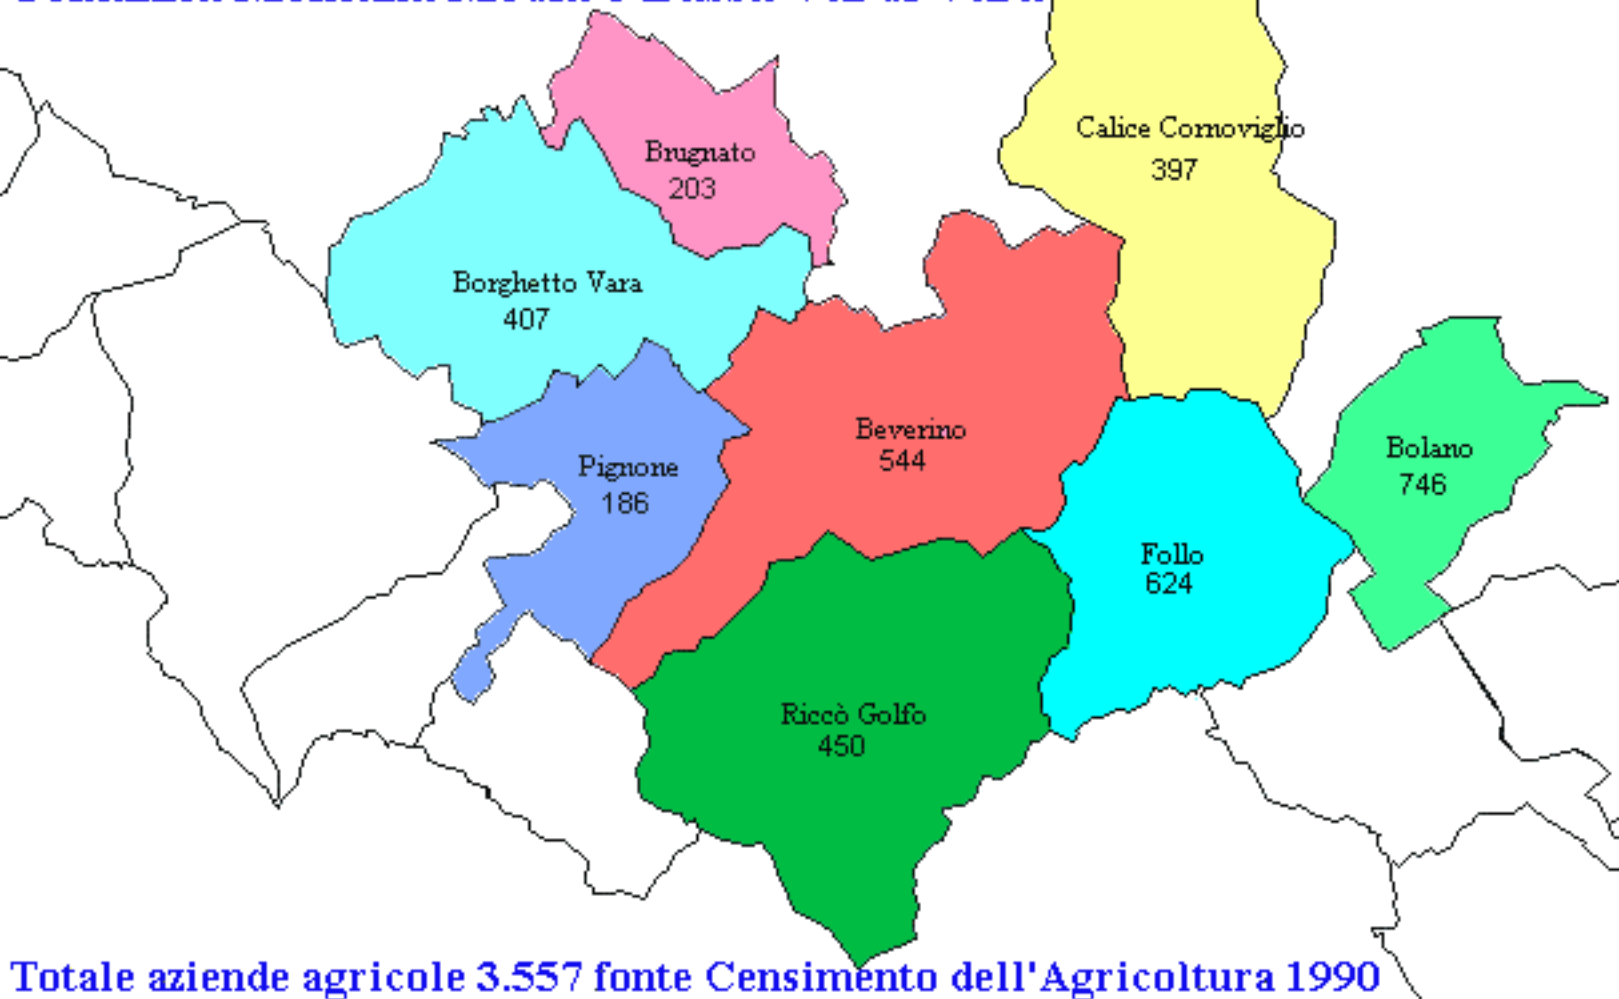 Calice Cornoviglio
397
Brugnato
203
Borghetto Vara
407
Beverino
544
Bolano
746
Pignone
186
Follo
624
Riccò Golfo
450
Totale aziende agricole 3.557 fonte Censimento dell'Agricoltura 1990